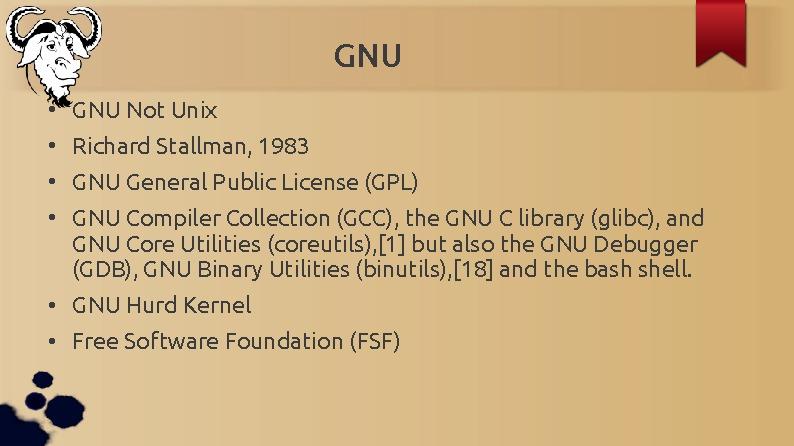 GNU
• GNU Not Unix
• Richard Stallman, 1983
• GNU General Public License (GPL)
• GNU Compiler Collection (GCC), the GNU C library (glibc), and
GNU Core Utilities (coreutils),[1] but also the GNU Debugger
(GDB), GNU Binary Utilities (binutils),[18] and the bash shell.
• GNU Hurd Kernel
• Free Software Foundation (FSF)